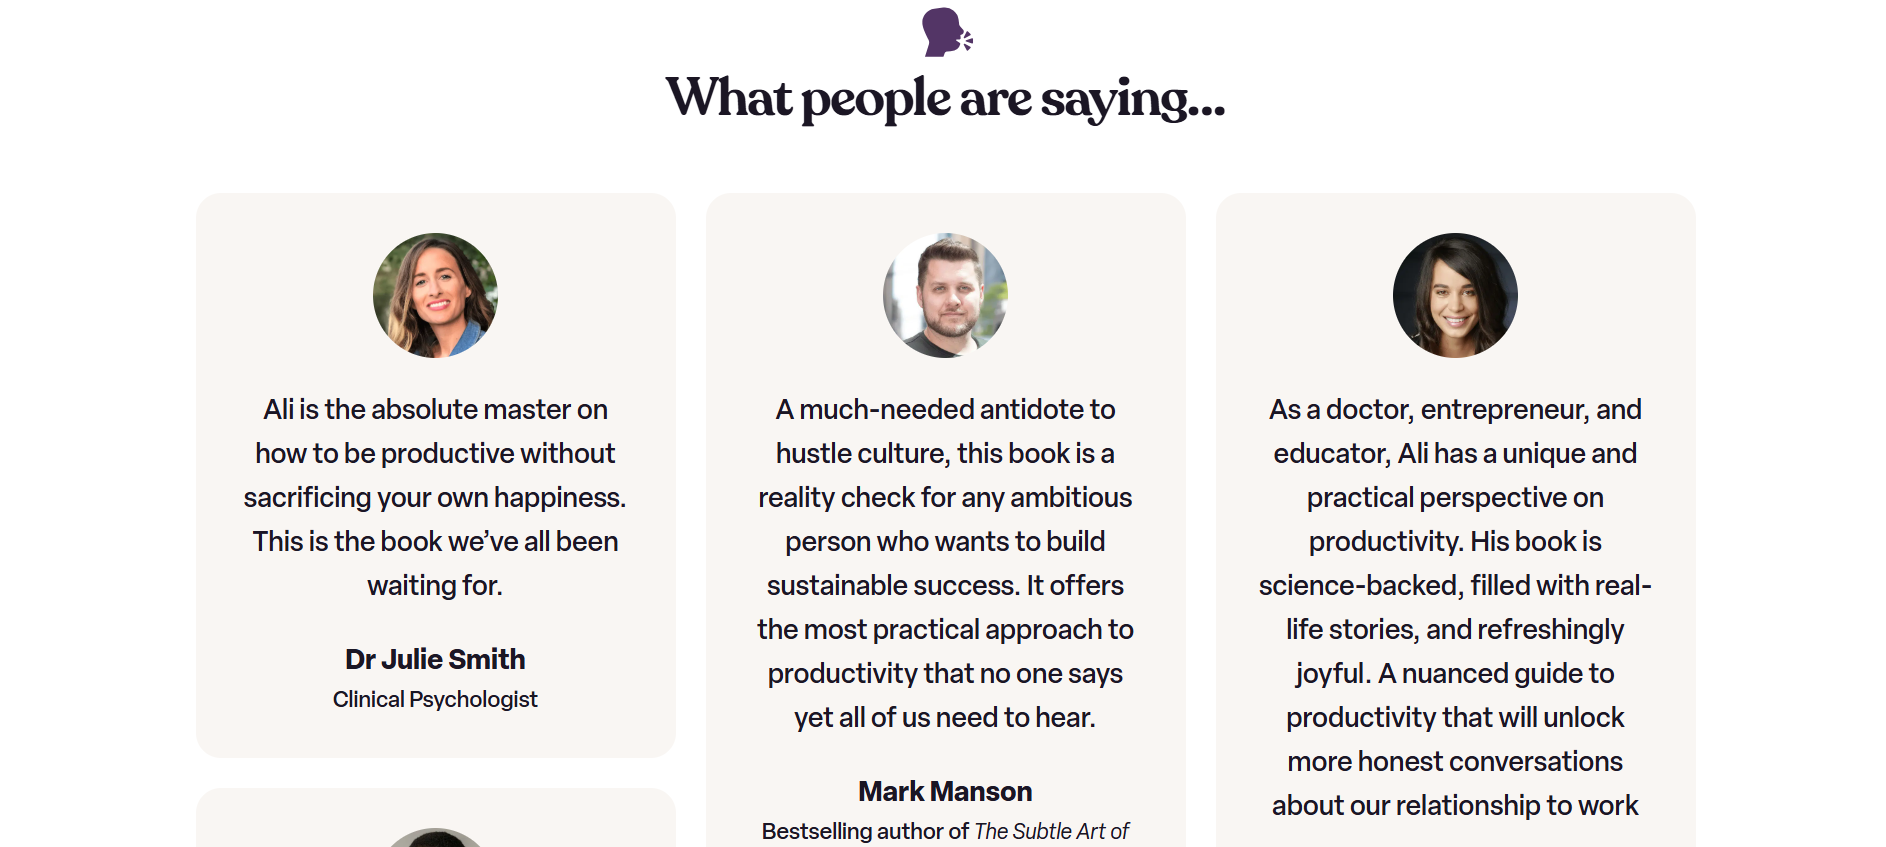 What people are saying...
Ali is the absolute master on
how to be productive without
sacrificing your own happiness.
This is the book we’ve all been
waiting for.
Dr Julie Smith
Clinical Psychologist
A much-needed antidote to
hustle culture, this book is a
reality check for any ambitious
person who wants to build
sustainable success. It offers
the most practical approach to
productivity that no one says
yet all of us need to hear.
Mark Manson
Bestselling author of The Subtle Art of
As a doctor, entrepreneur, and
educator, Ali has a unique and
practical perspective on
productivity. His book is
science-backed, filled with real-
life stories, and refreshingly
joyful. A nuanced guide to
productivity that will unlock
more honest conversations
about our relationship to work